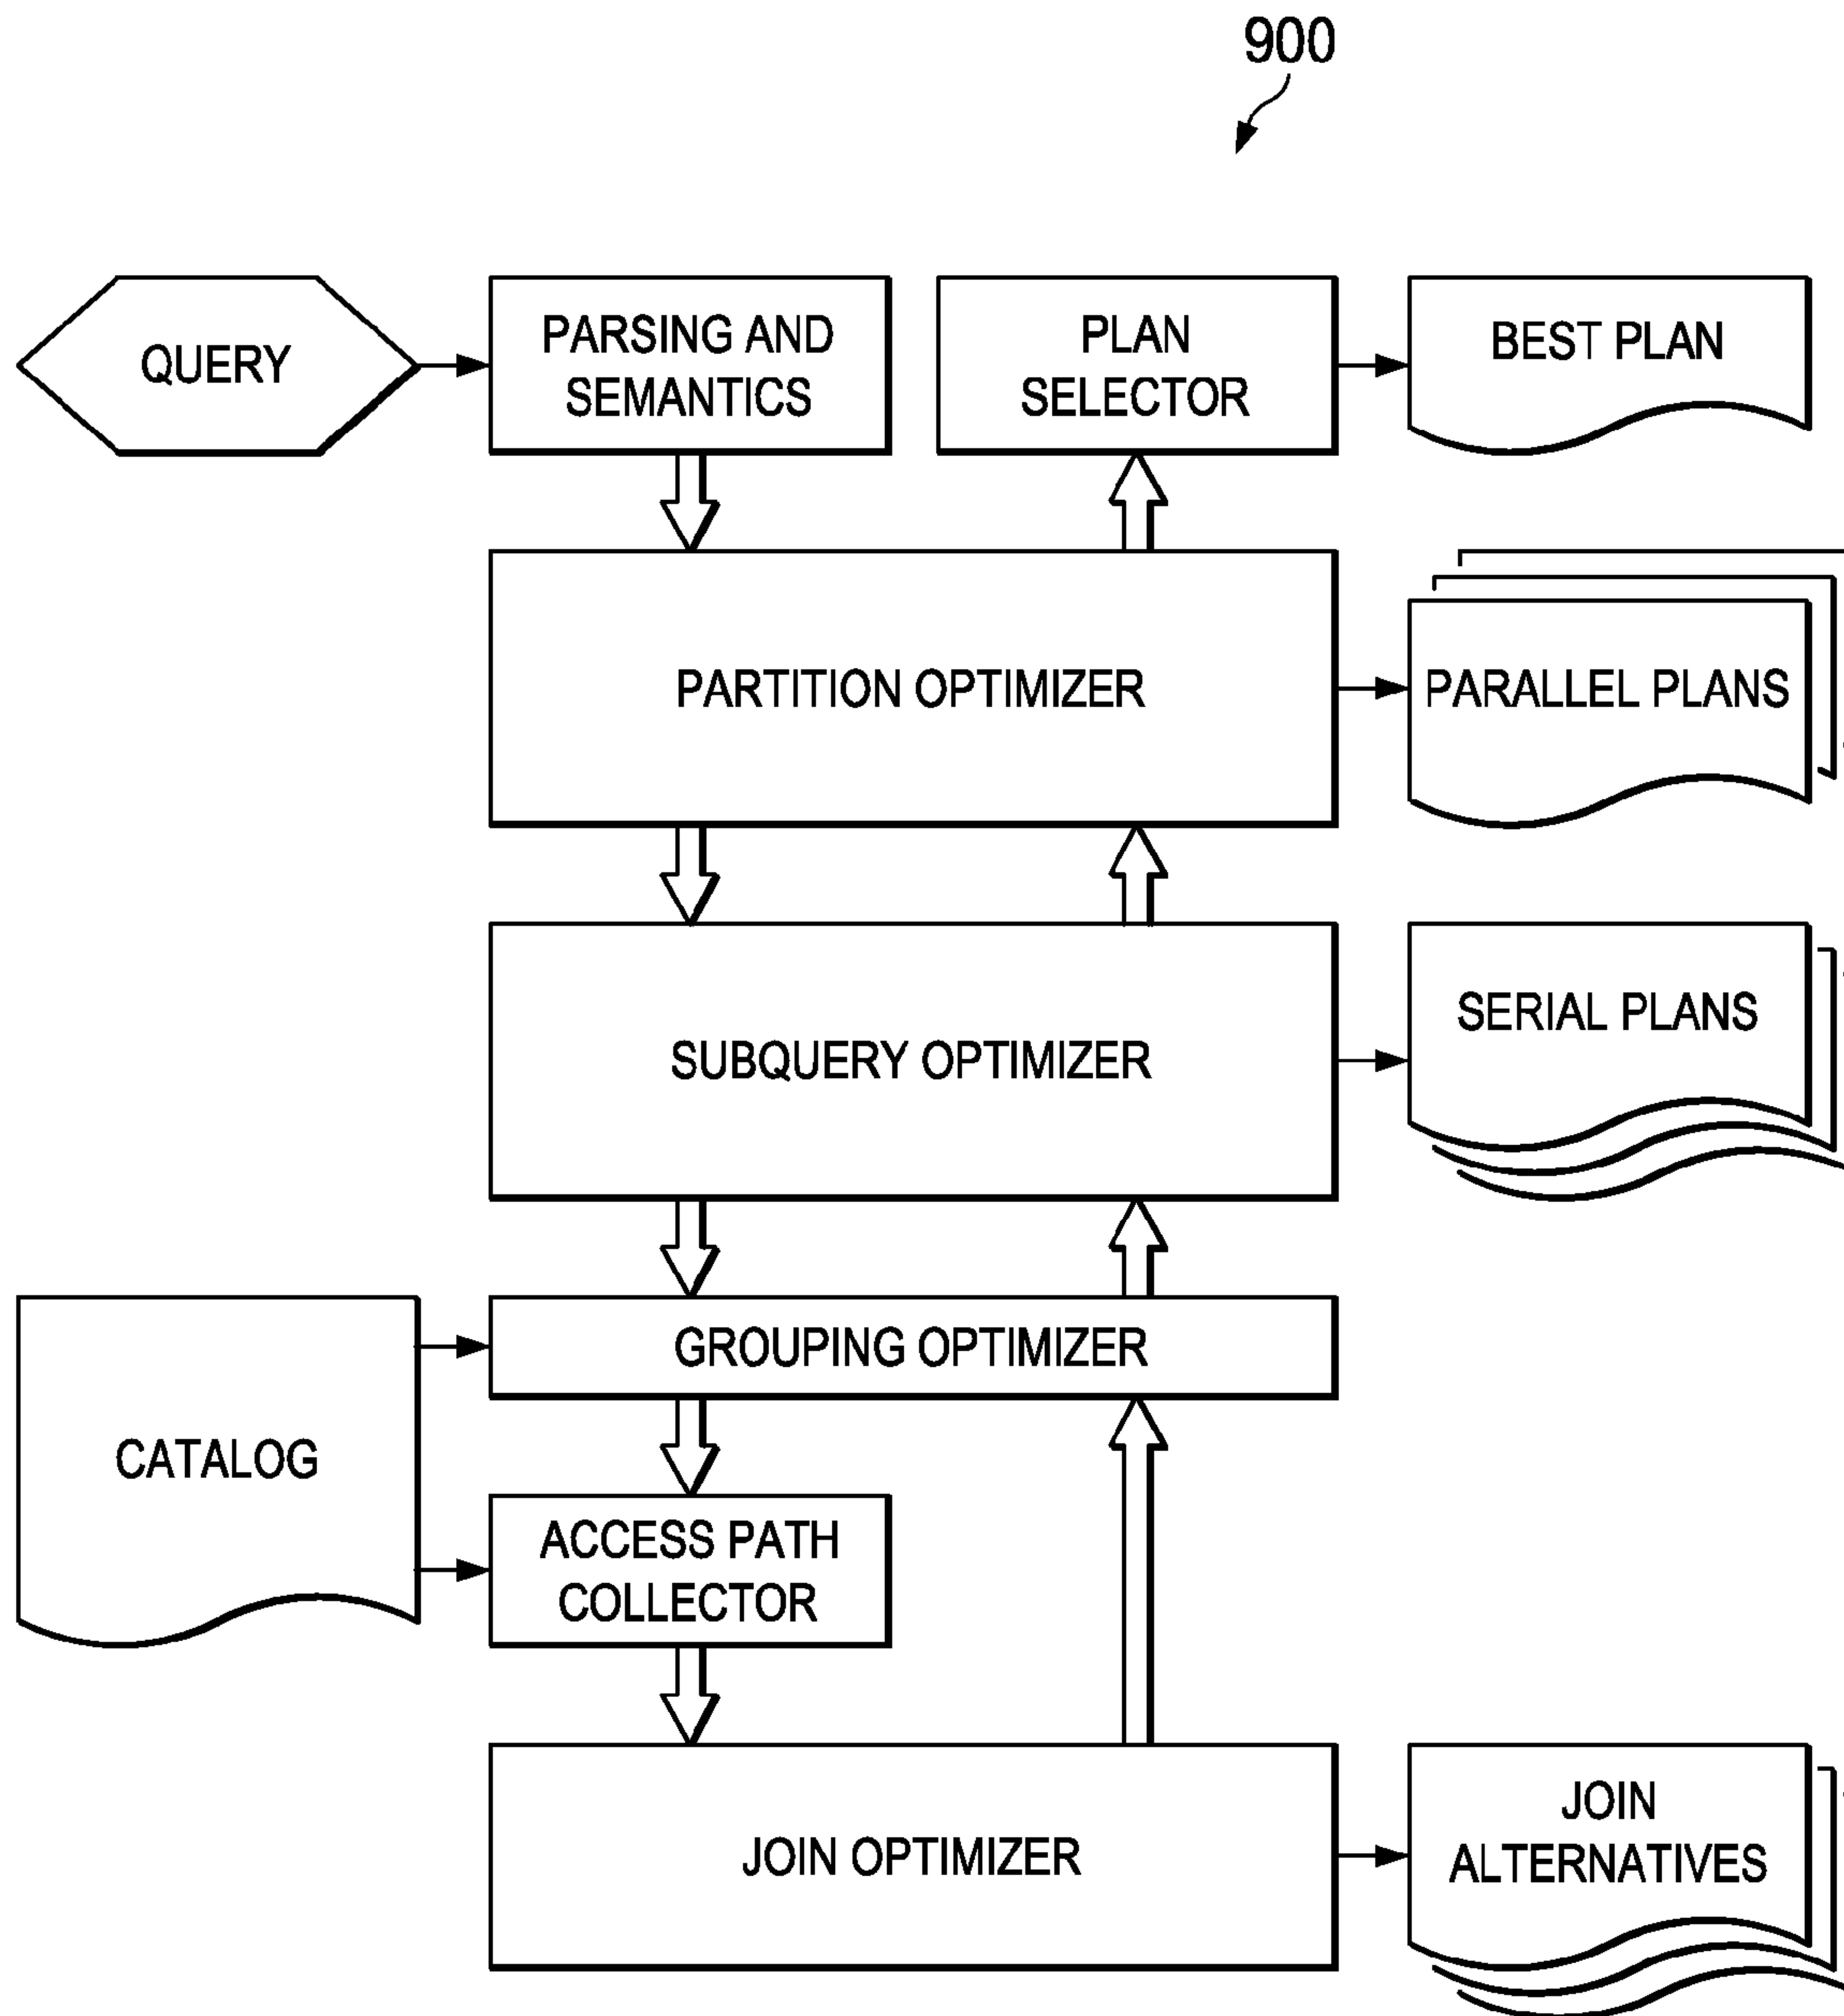 900
QUERY
PARSING AND
SEMANTICS
PLAN
SELECTOR
BEST PLAN
PARTITION OPTIMIZER
PARALLEL PLANS
SUBQUERY OPTIMIZER
SERIAL PLANS
CATALOG
GROUPING OPTIMIZER
ACCESS PATH
COLLECTOR
JOIN OPTIMIZER
JOIN
ALTERNATIVES